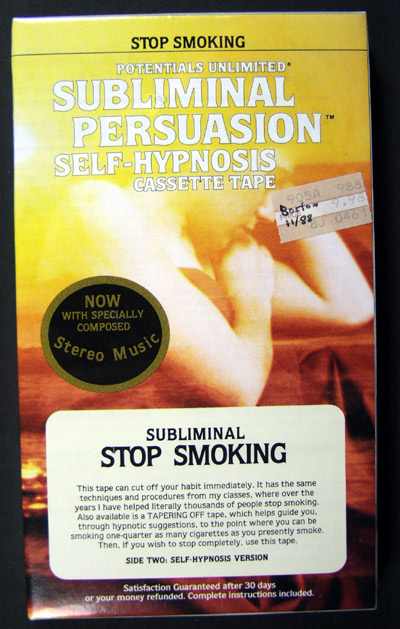 STOP SMOKING
POTENTIALS UNLIMITED®
SUBLIMINAL
PERSUASION™
SELF-HYPNOSIS
CASSETTE TAPE
905A 988
Boston 9.98
11/88
NOW
WITH SPECIALLY
COMPOSED
Stereo Music
SUBLIMINAL
STOP SMOKING
This tape can cut off your habit immediately. It has the same
techniques and procedures from my classes, where over the
years I have helped literally thousands of people stop smoking.
Also available is a TAPERING OFF tape, which helps guide you,
through hypnotic suggestions, to the point where you can be
smoking one-quarter as many cigarettes as you presently smoke.
Then, if you wish to stop completely, use this tape.
SIDE TWO: SELF-HYPNOSIS VERSION
Satisfaction Guaranteed after 30 days
or your money refunded. Complete instructions included.